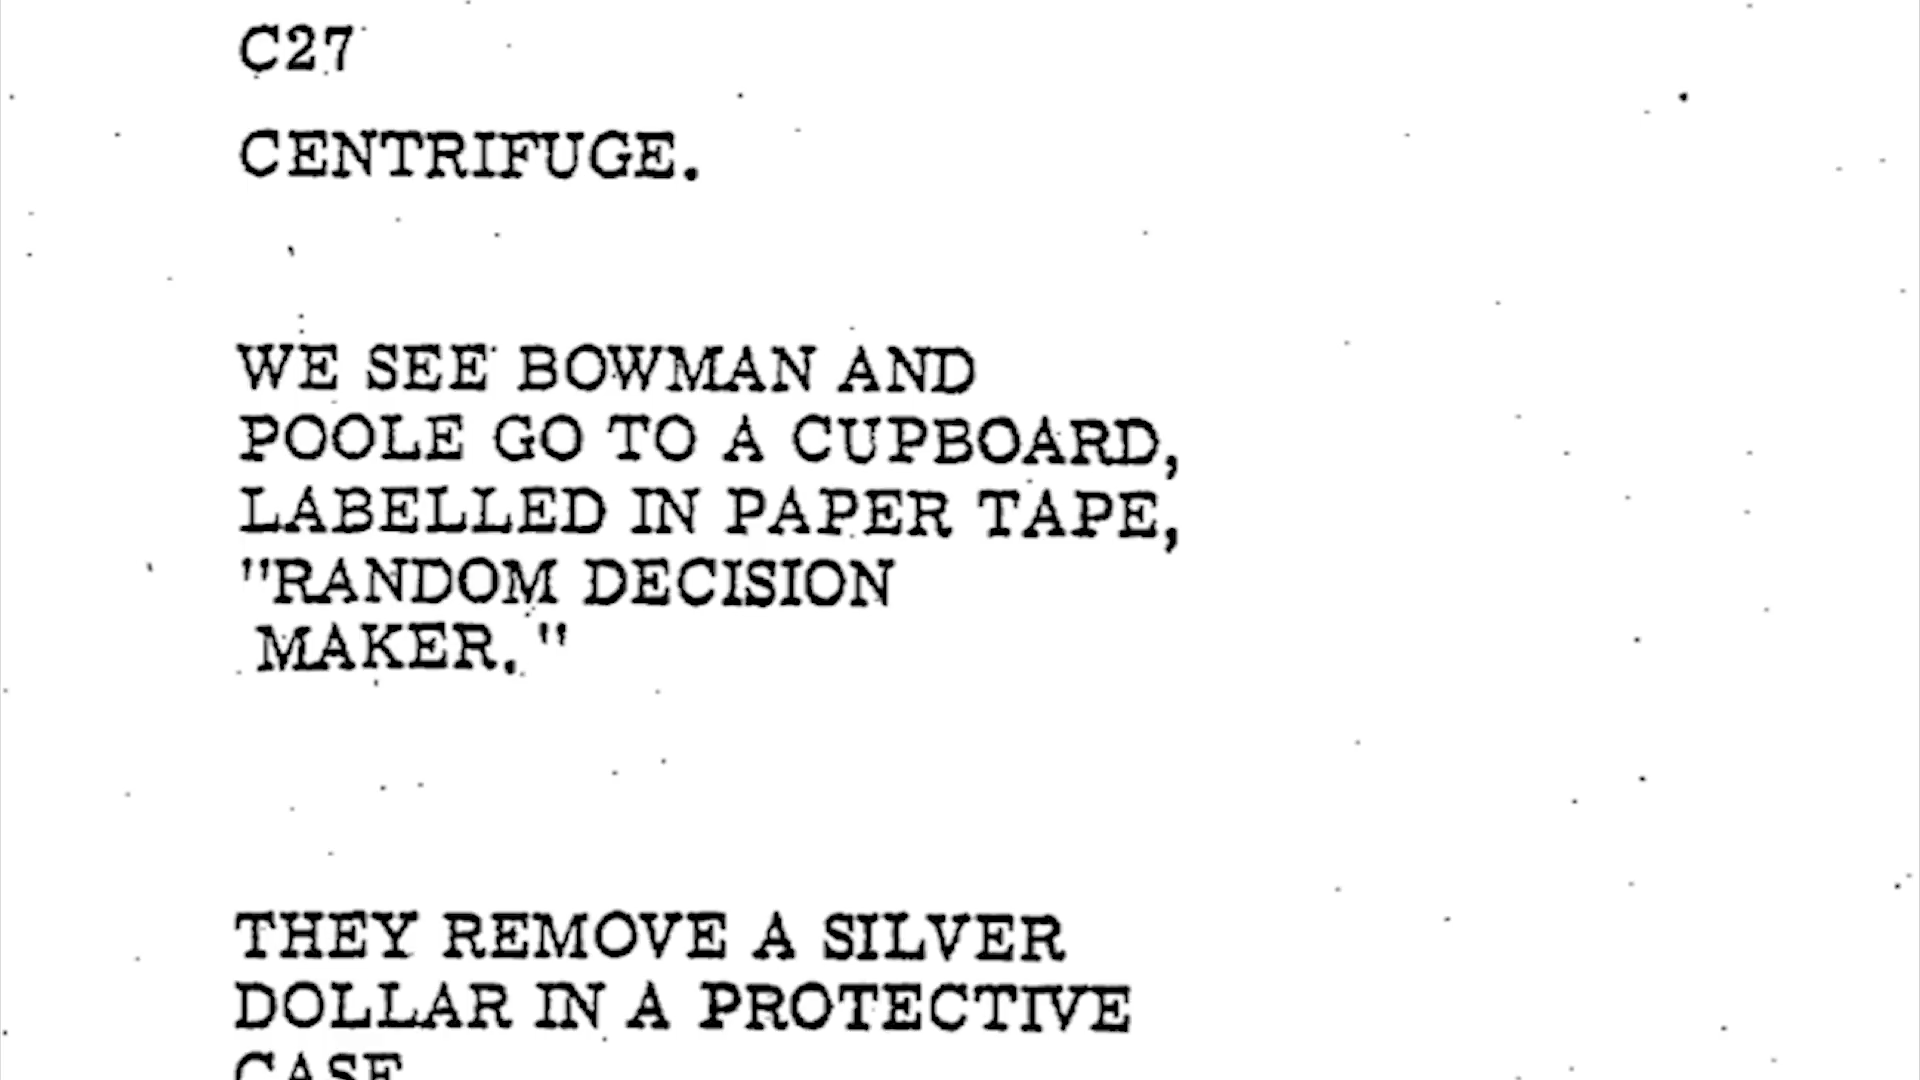 C27
CENTRIFUGE.
WE SEE BOWMAN AND
POOLE GO TO A CUPBOARD,
LABELLED IN PAPER TAPE,
"RANDOM DECISION
MAKER."
THEY REMOVE A SILVER
DOLLAR IN A PROTECTIVE
CASE